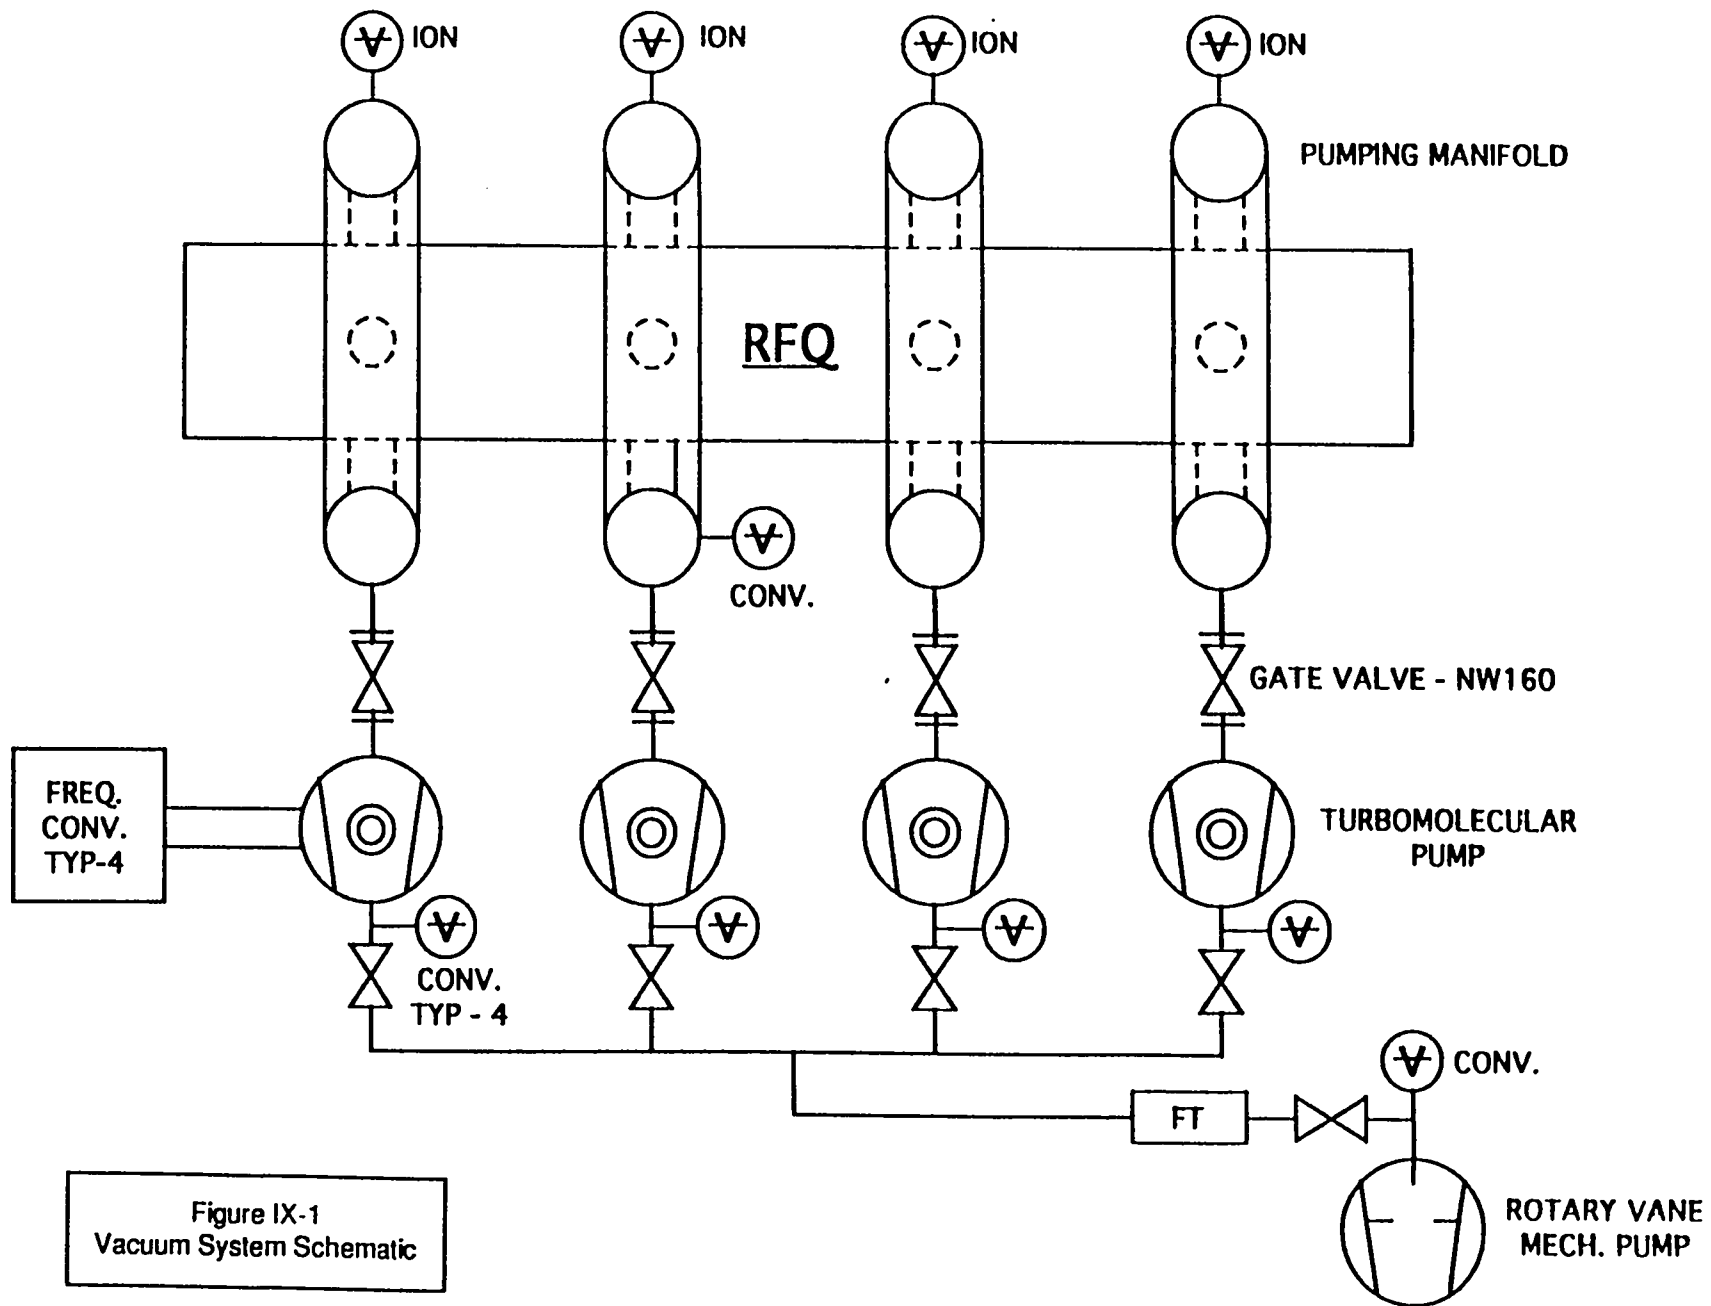 ION
ION
ION
ION
PUMPING MANIFOLD
RFQ
CONV.
GATE VALVE - NW160
FREQ.
CONV.
TYP-4
TURBOMOLECULAR
PUMP
CONV.
TYP - 4
CONV.
FT
Figure IX-1
Vacuum System Schematic
ROTARY VANE
MECH. PUMP